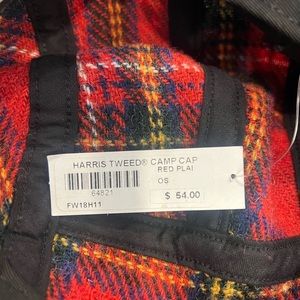 HARRIS TWEED® CAMP CAP
RED PLAI
OS
64821
FW18H11
$ 54.00